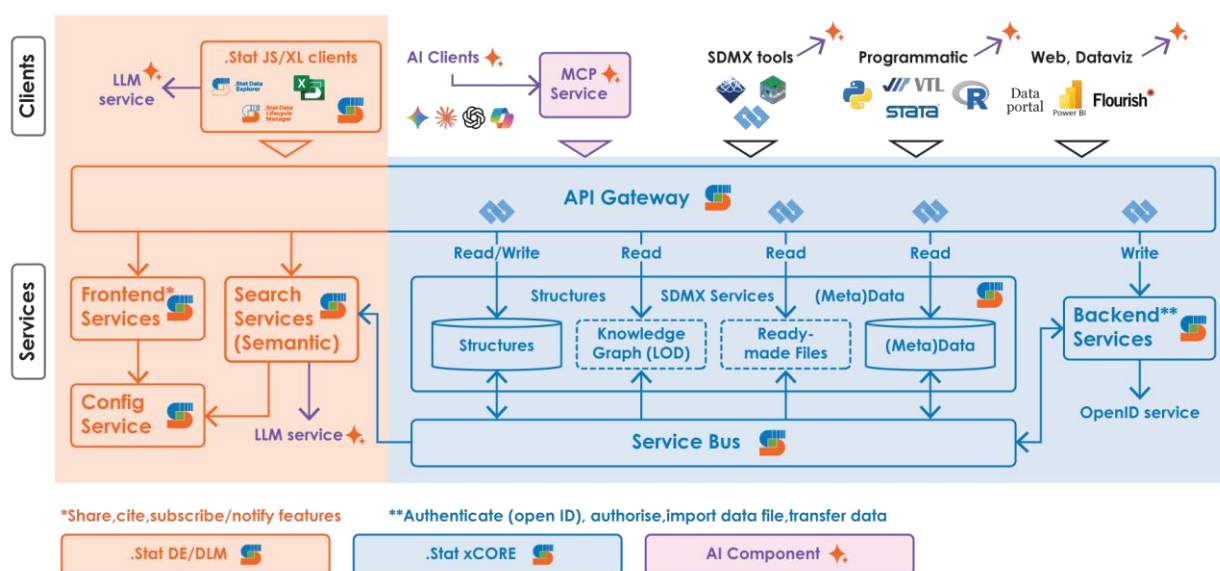 Clients
.Stat JS/XL clients
.Stat Data
Explorer
.Stat Data
Lifecycle
Manager
LLM
service
AI Clients
MCP
Service
SDMX tools
Programmatic
VTL
STATA
R
Web, Dataviz
Data
portal
Power BI
Flourish
API Gateway
Read/Write
Read
Read
Read
Write
Services
Frontend*
Services
Search
Services
(Semantic)
Config
Service
LLM service
Structures
SDMX Services
(Meta)Data
Structures
Knowledge
Graph (LOD)
Ready-
made Files
(Meta)Data
Backend**
Services
OpenID service
Service Bus
*Share,cite,subscribe/notify features
**Authenticate (open ID), authorise,import data file,transfer data
.Stat DE/DLM
.Stat xCORE
AI Component